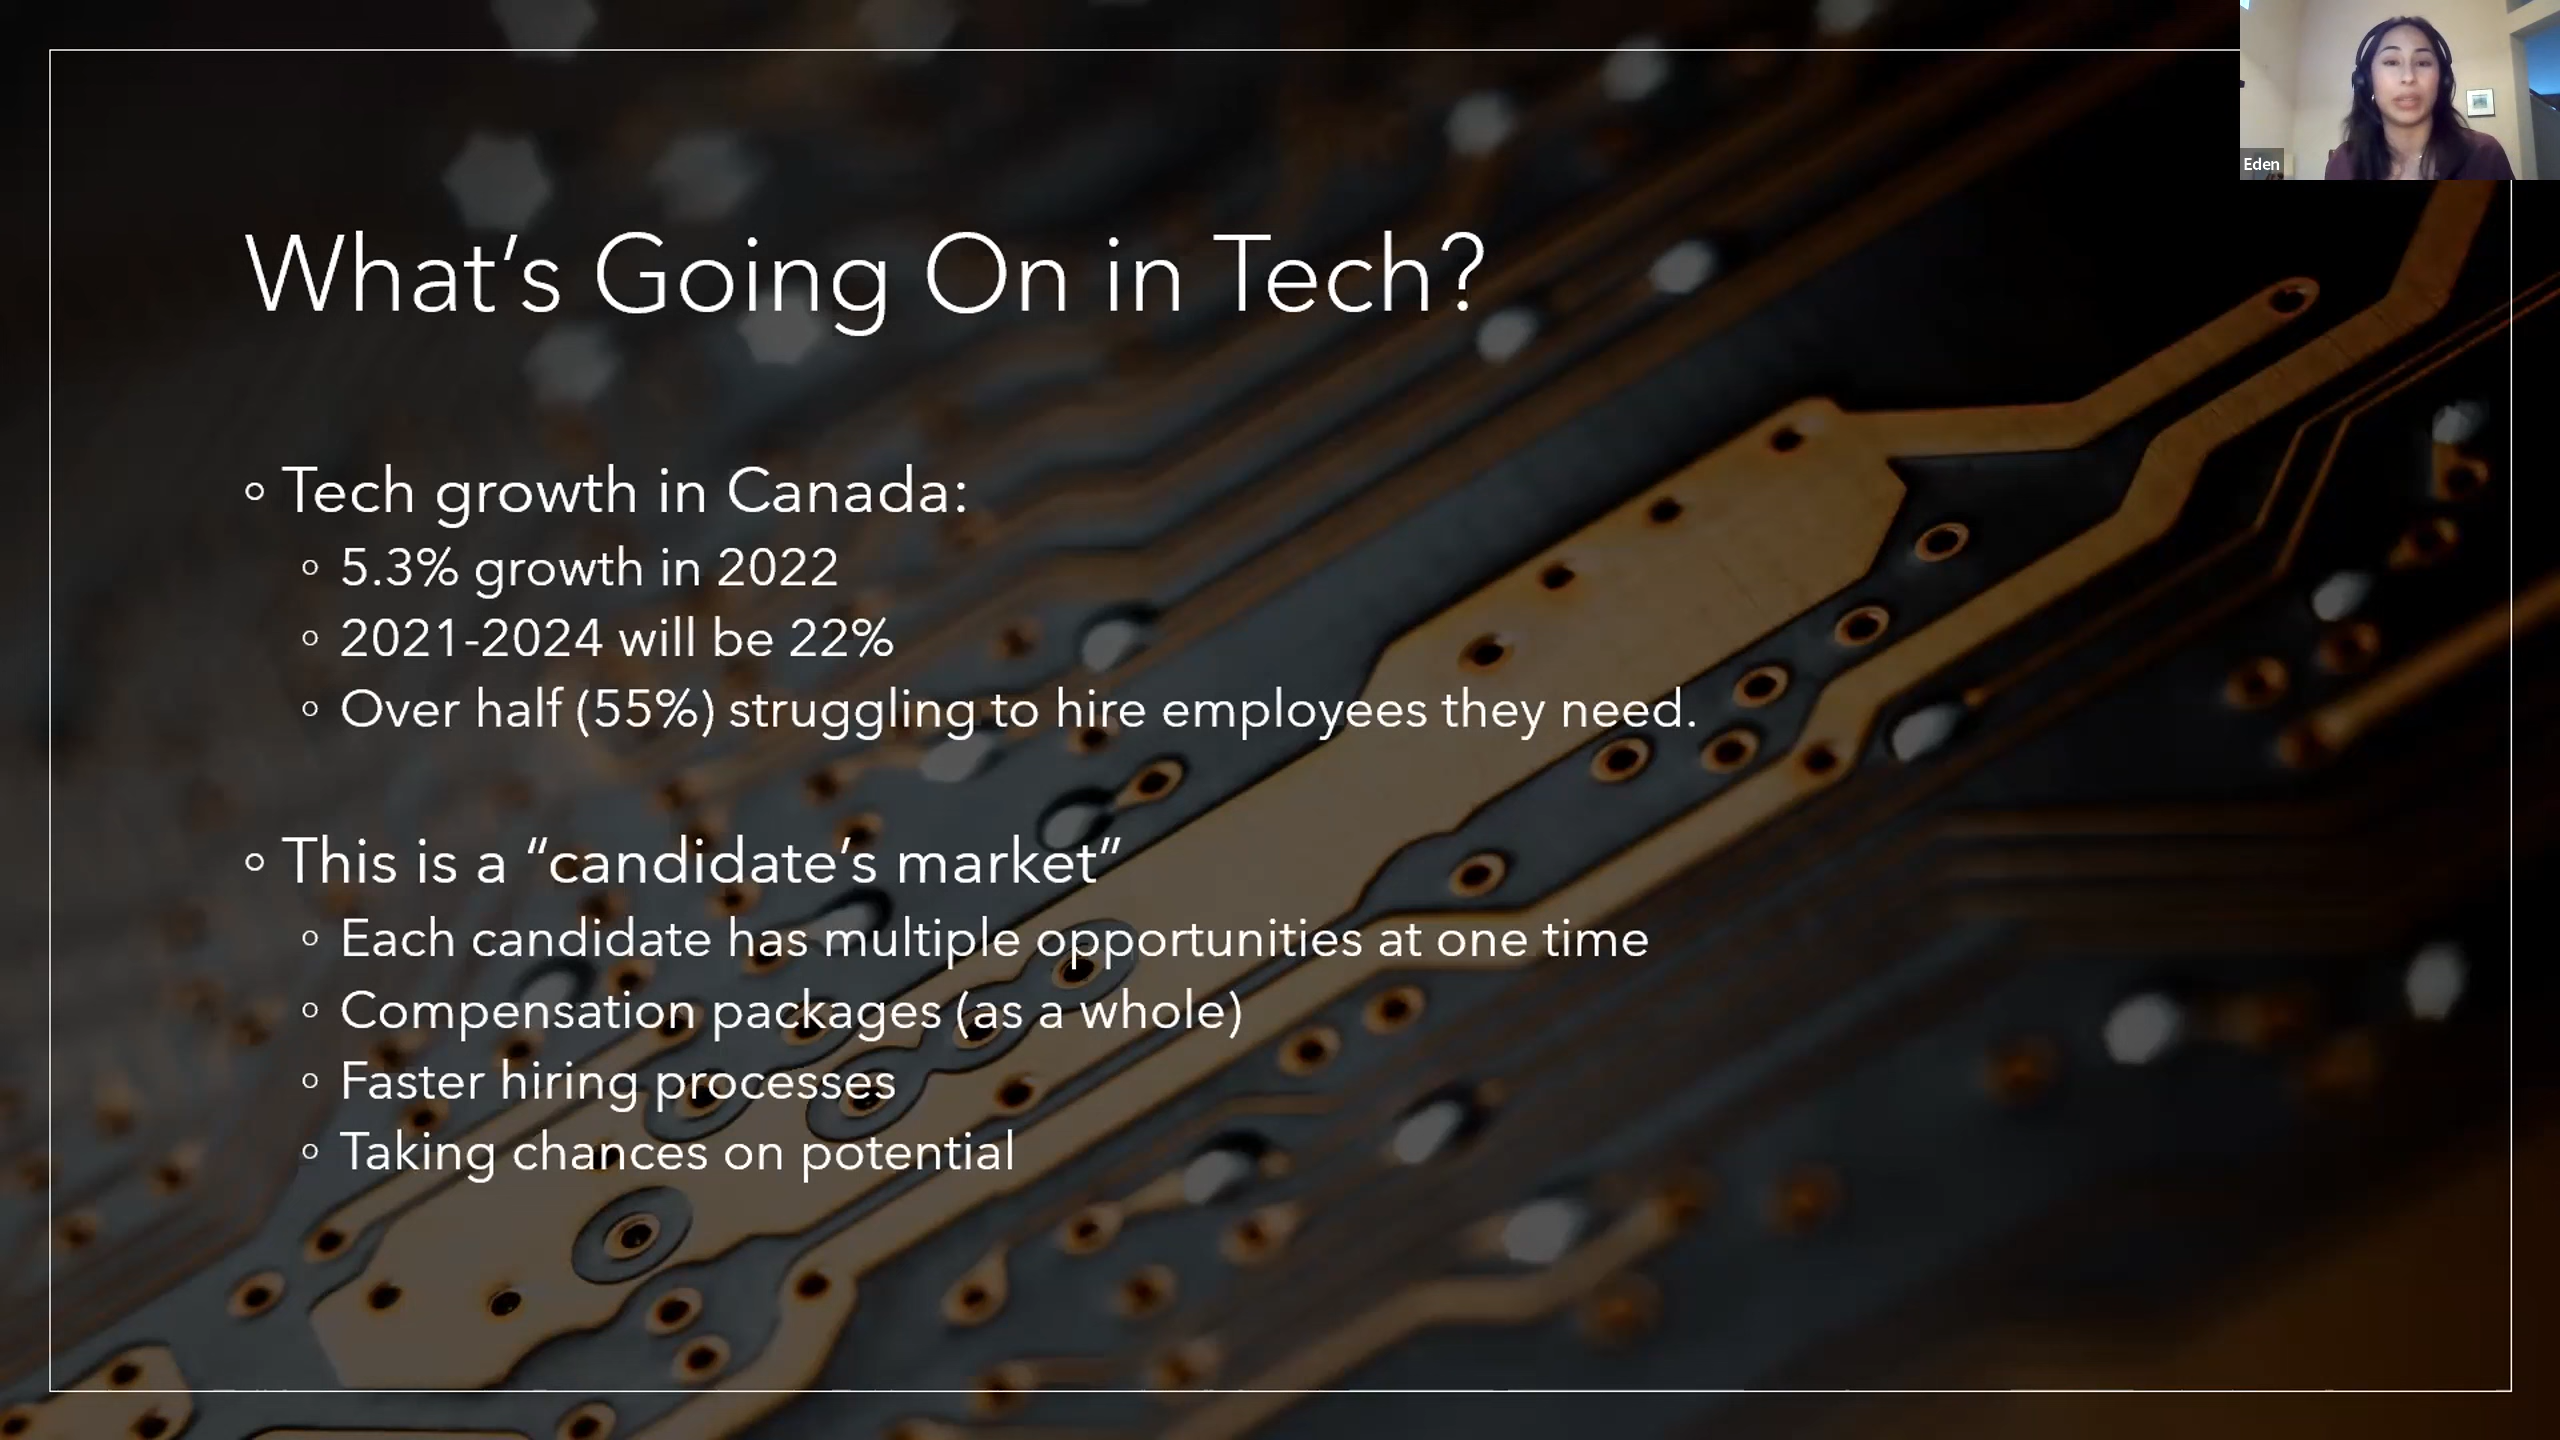 Eden
What’s Going On in Tech?
Tech growth in Canada:
5.3% growth in 2022
2021-2024 will be 22%
Over half (55%) struggling to hire employees they need.
This is a “candidate’s market”
Each candidate has multiple opportunities at one time
Compensation packages (as a whole)
Faster hiring processes
Taking chances on potential